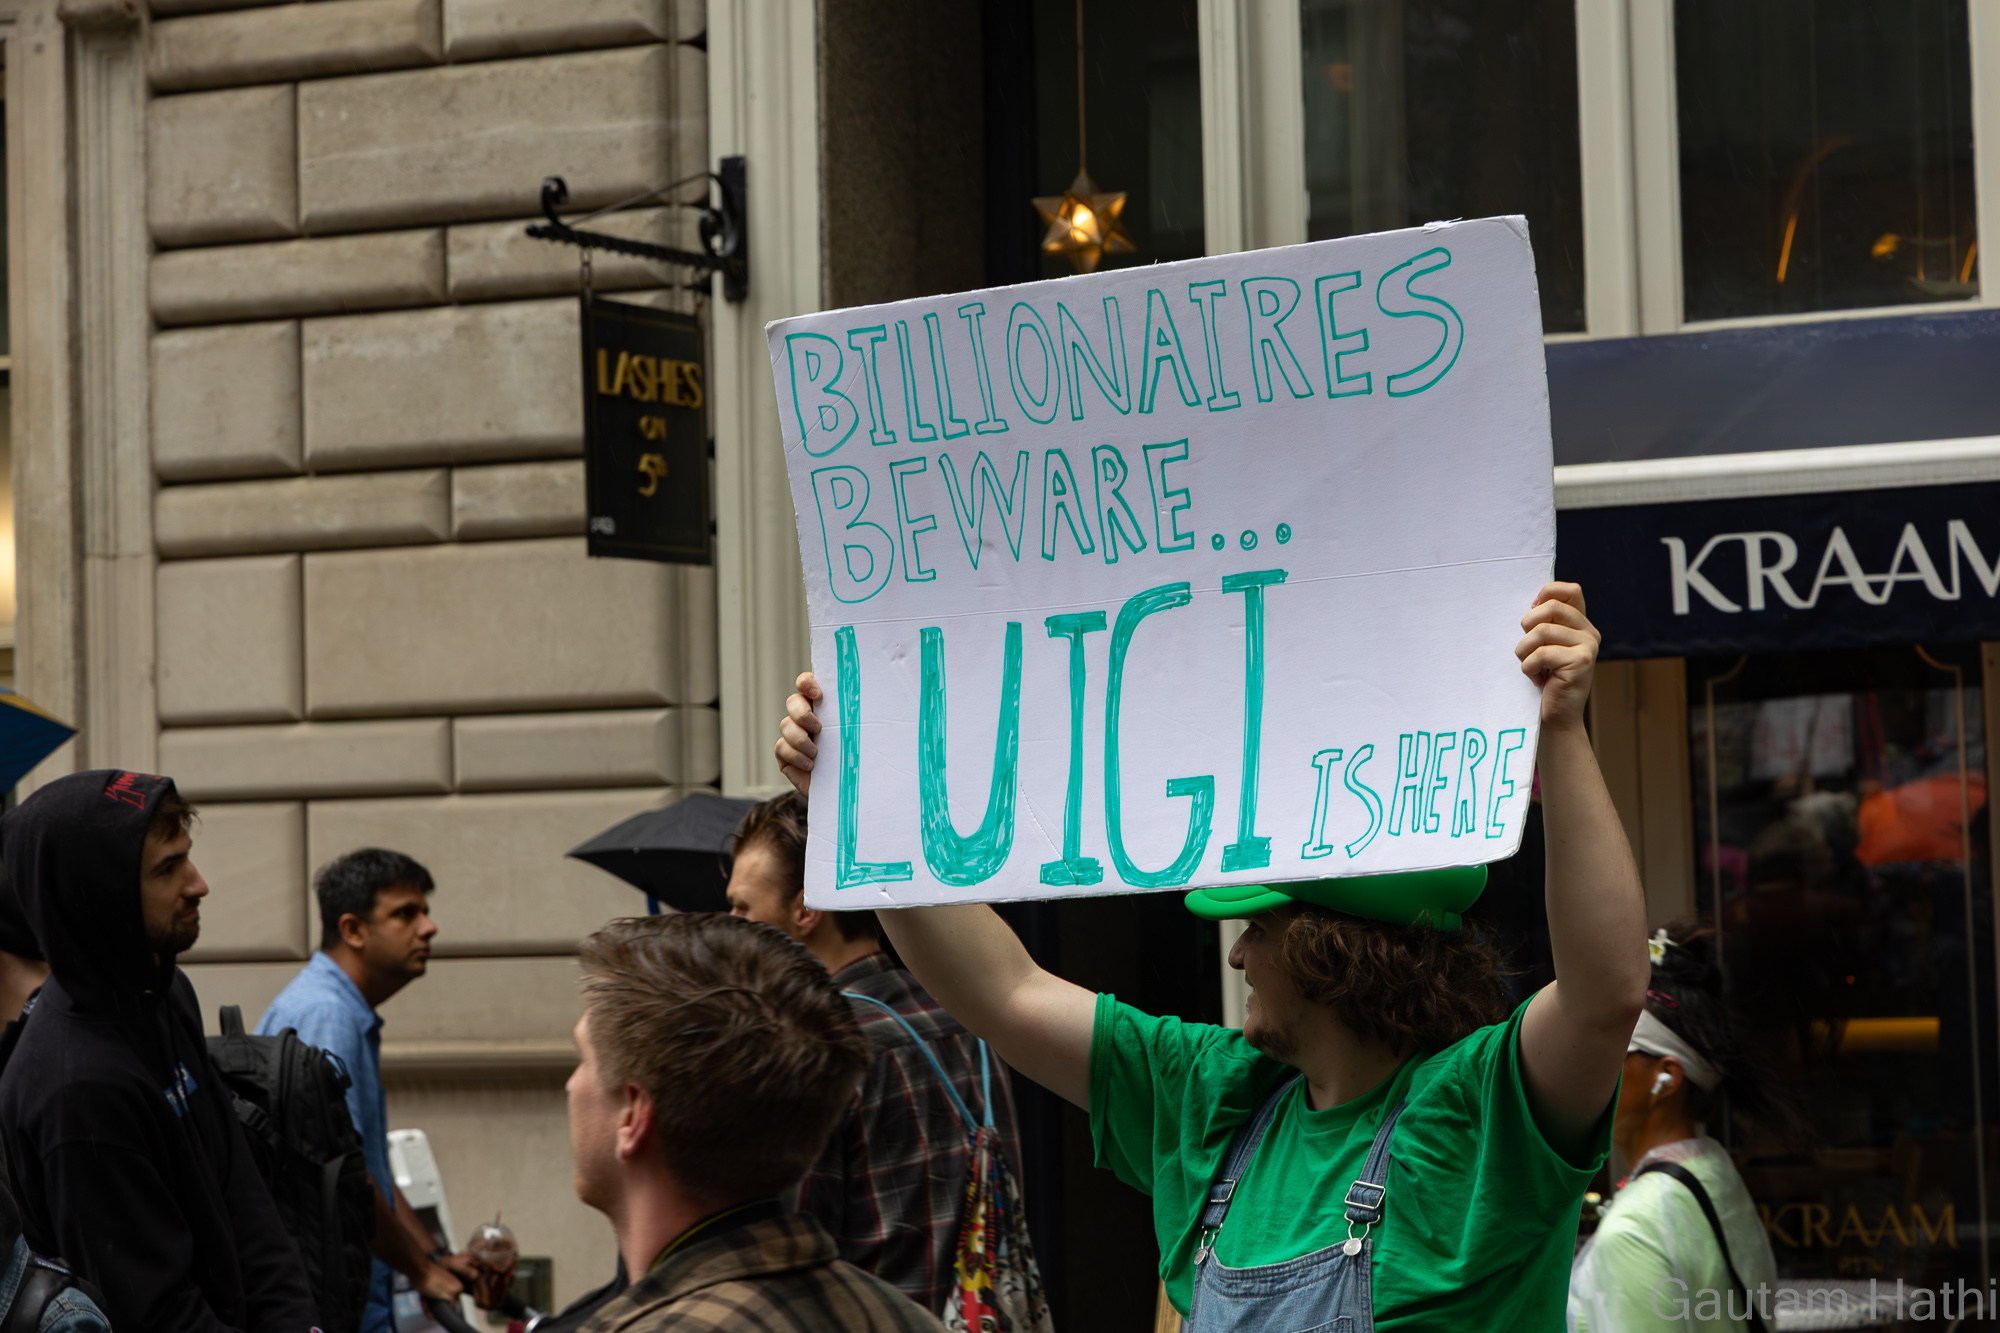 BILLIONAIRES
BEWARE...
LUIGI IS HERE
LASHES
ON
5th
KRAAM
KRAAM
Gautam Hathi